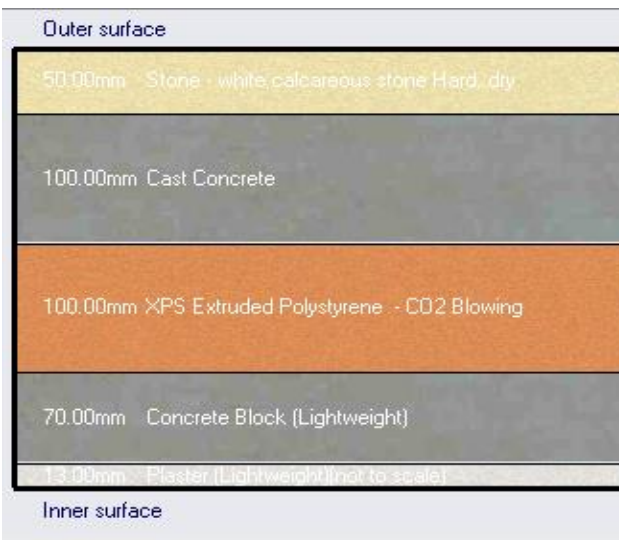 Outer surface
50.00mm Stone - white calcareous stone Hard, dry
100.00mm Cast Concrete
100.00mm XPS Extruded Polystyrene - CO2 Blowing
70.00mm Concrete Block (Lightweight)
13.00mm Plaster (Lightweight)(not to scale)
Inner surface